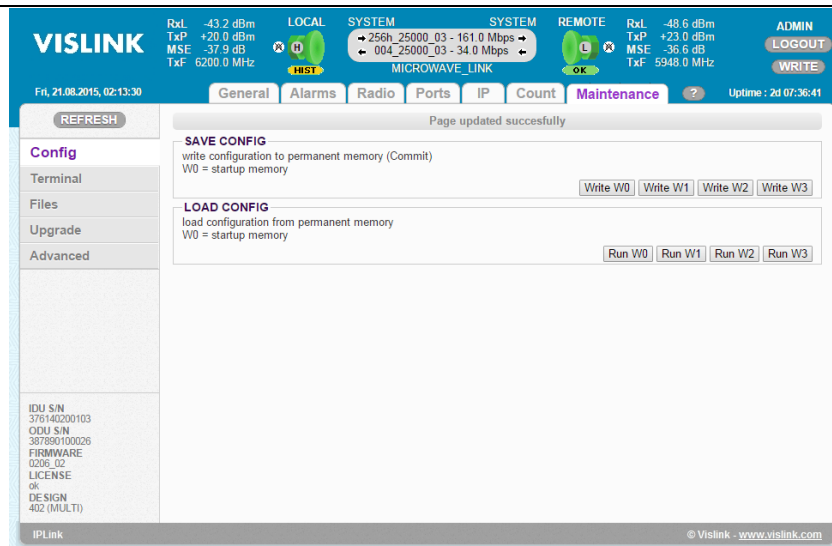 VISLINK
RxL -43.2 dBm
TxP +20.0 dBm
MSE -37.9 dB
TxF 6200.0 MHz
LOCAL
H
HIST
SYSTEM SYSTEM
→ 256h_25000_03 - 161.0 Mbps →
← 004_25000_03 - 34.0 Mbps ←
MICROWAVE_LINK
REMOTE
L
OK
RxL -48.6 dBm
TxP +23.0 dBm
MSE -36.6 dB
TxF 5948.0 MHz
ADMIN
LOGOUT
WRITE
Fri, 21.08.2015, 02:13:30
General Alarms Radio Ports IP Count Maintenance ?
Uptime : 2d 07:36:41
REFRESH
Config
Terminal
Files
Upgrade
Advanced
Page updated succesfully
SAVE CONFIG
write configuration to permanent memory (Commit)
W0 = startup memory
Write W0 Write W1 Write W2 Write W3
LOAD CONFIG
load configuration from permanent memory
W0 = startup memory
Run W0 Run W1 Run W2 Run W3
IDU S/N
376140200103
ODU S/N
387890100026
FIRMWARE
0206_02
LICENSE
ok
DESIGN
402 (MULTI)
IPLink
© Vislink - www.vislink.com